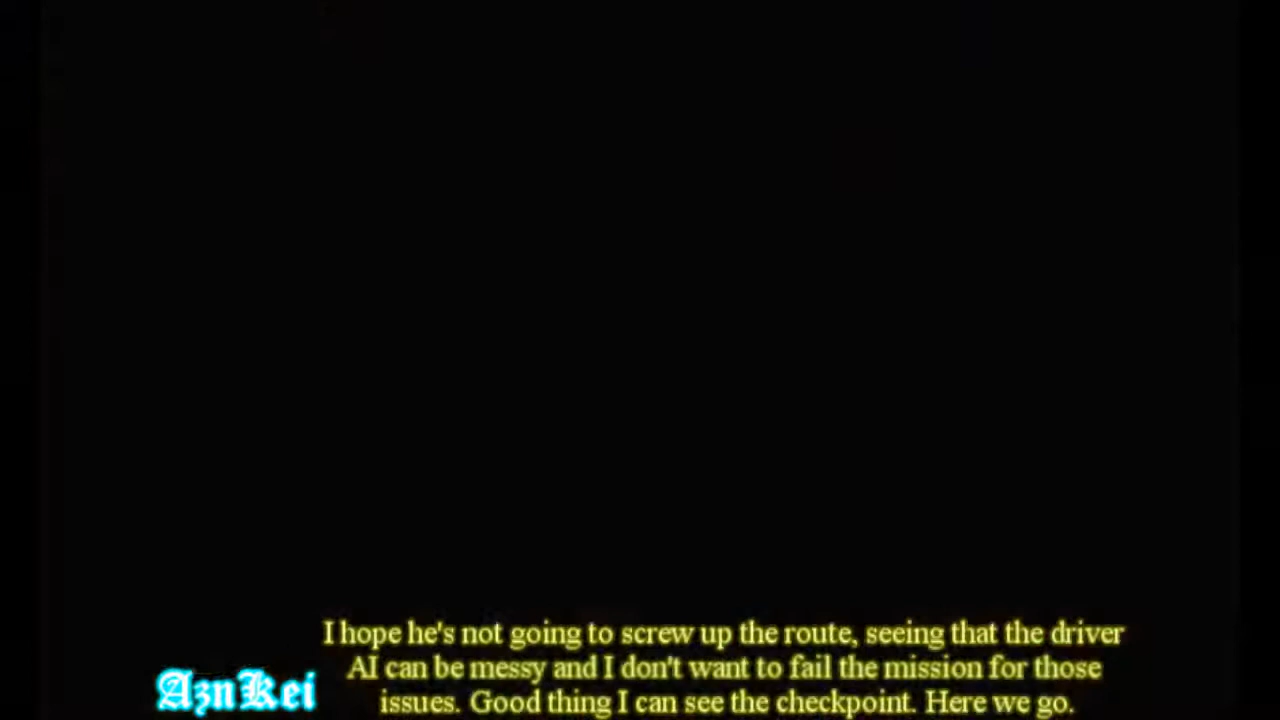 I hope he's not going to screw up the route, seeing that the driver
AI can be messy and I don't want to fail the mission for those
issues. Good thing I can see the checkpoint. Here we go.
AznKei